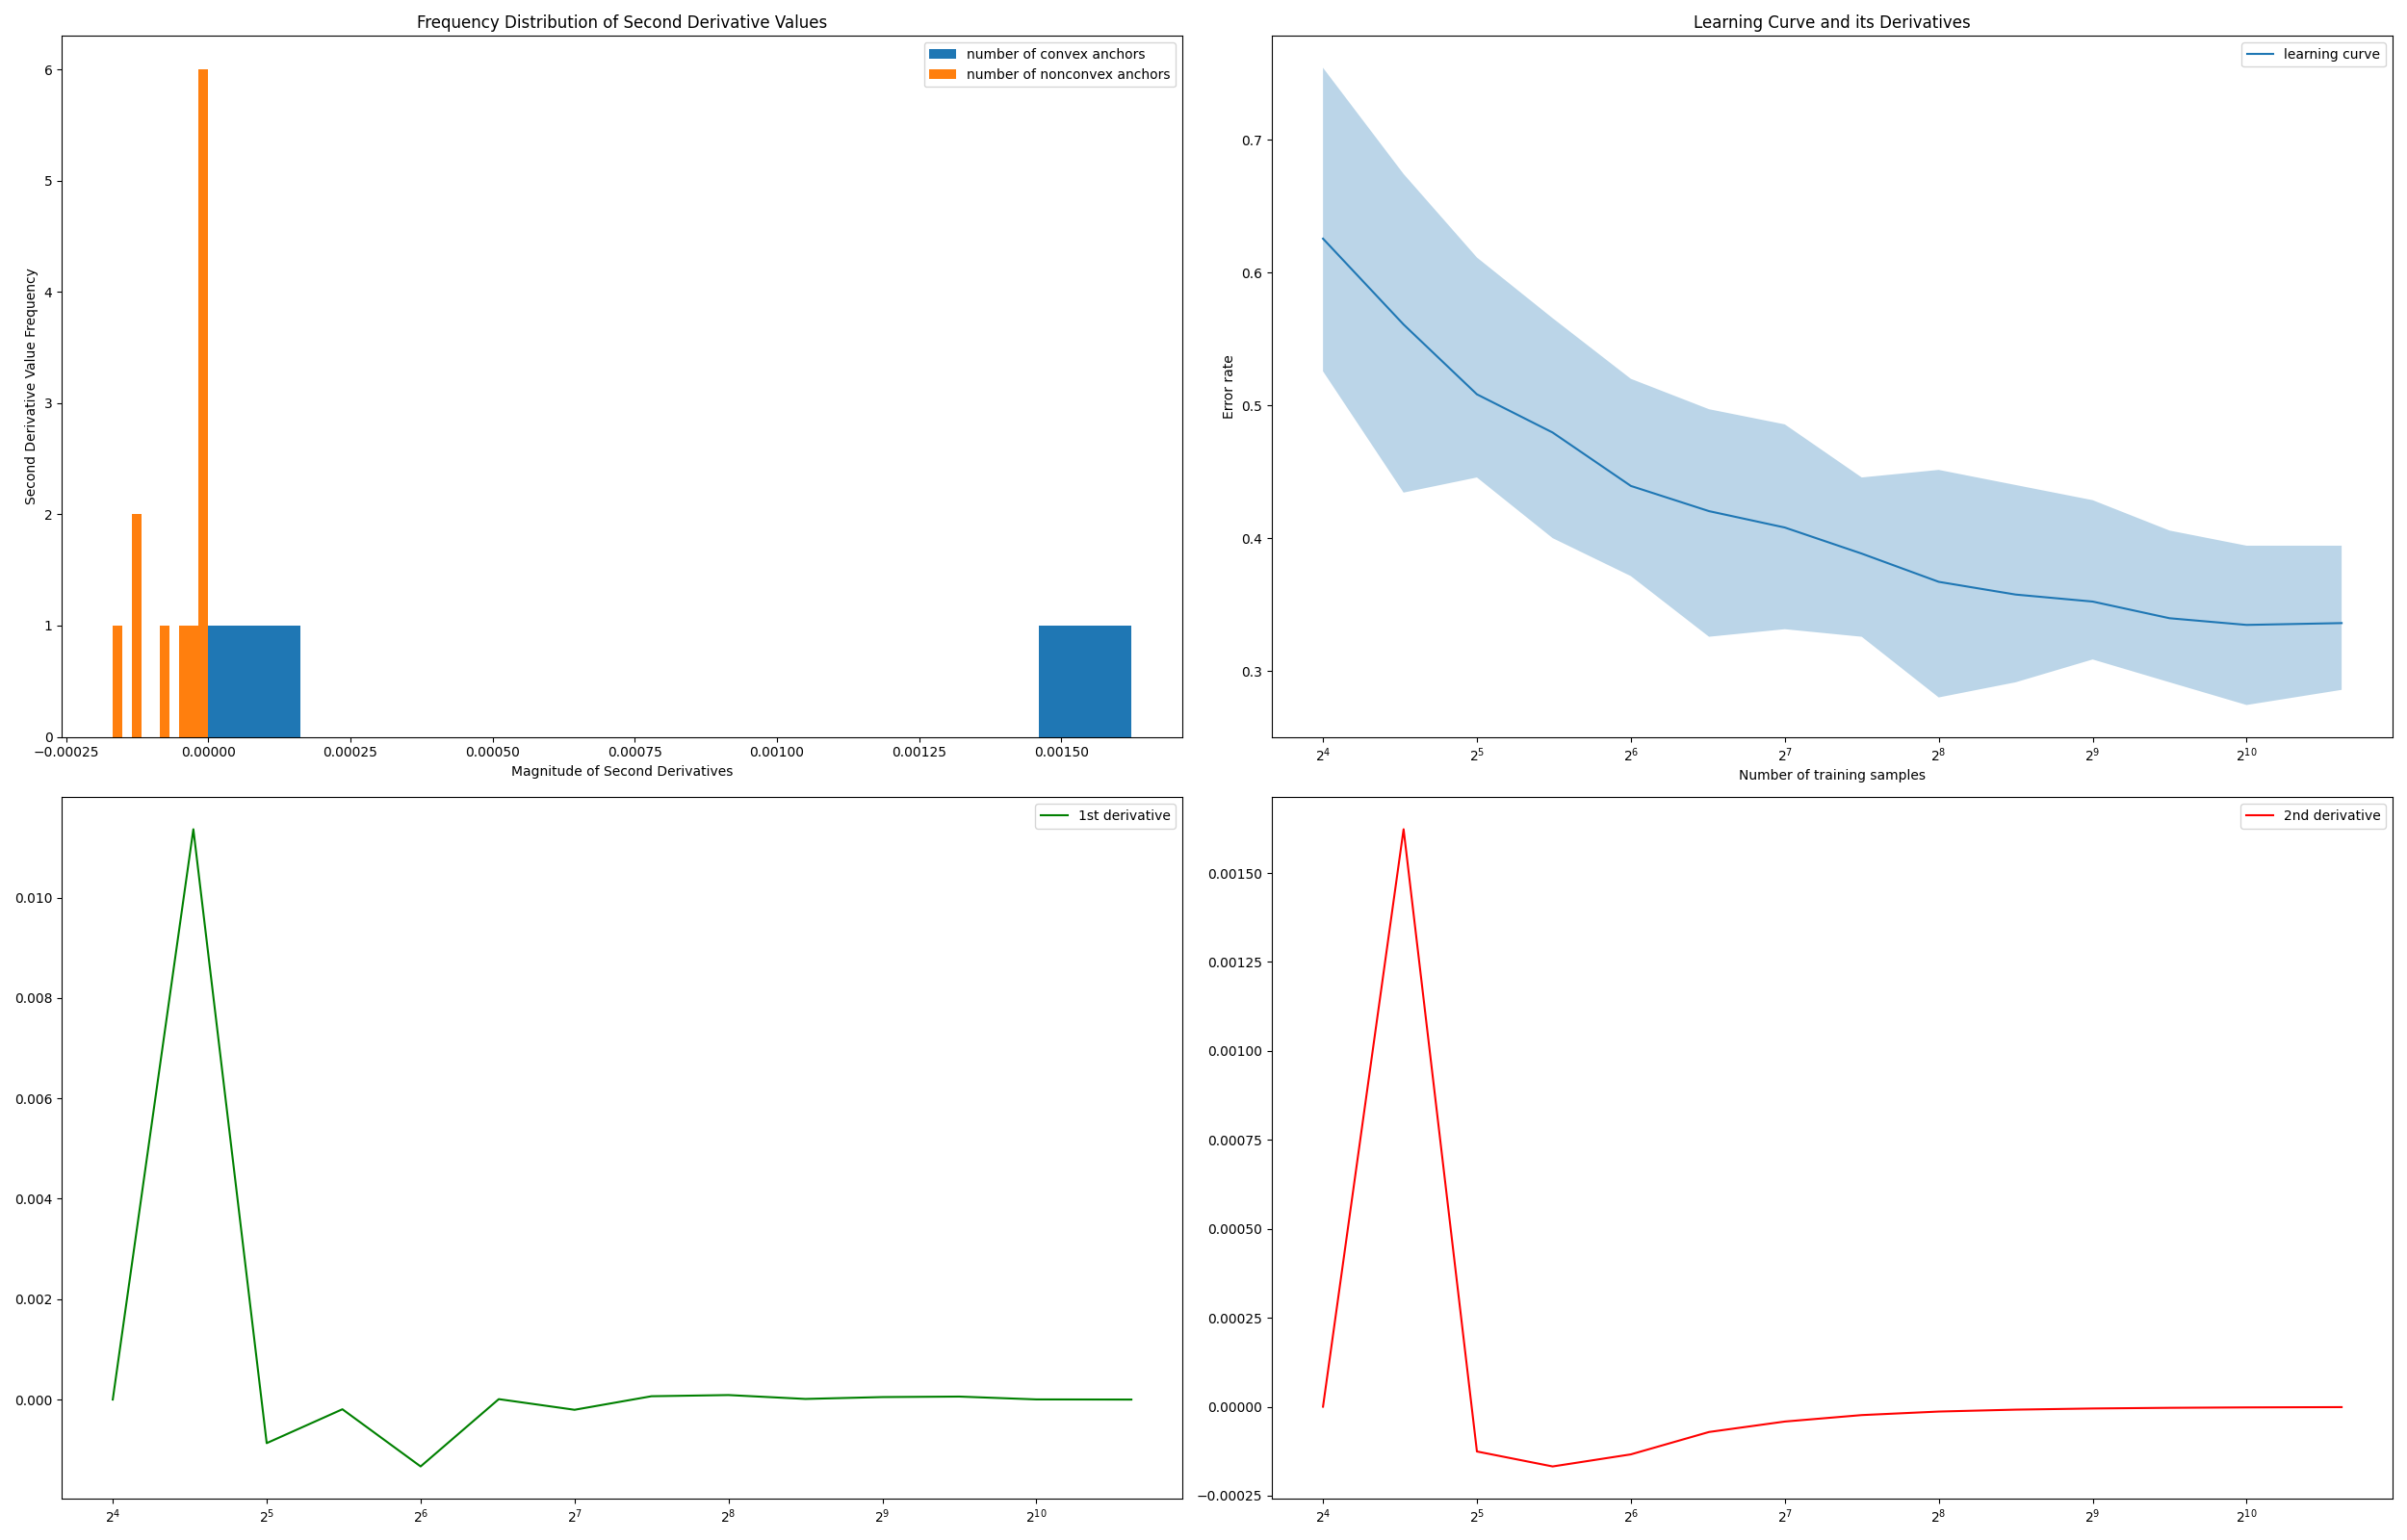 Frequency Distribution of Second Derivative Values
number of convex anchors
number of nonconvex anchors
Second Derivative Value Frequency
6
5
4
3
2
1
0
−0.00025 0.00000 0.00025 0.00050 0.00075 0.00100 0.00125 0.00150
Magnitude of Second Derivatives
Learning Curve and its Derivatives
learning curve
Error rate
0.7
0.6
0.5
0.4
0.3
2⁴ 2⁵ 2⁶ 2⁷ 2⁸ 2⁹ 2¹⁰
Number of training samples
1st derivative
0.010
0.008
0.006
0.004
0.002
0.000
2⁴ 2⁵ 2⁶ 2⁷ 2⁸ 2⁹ 2¹⁰
2nd derivative
0.00150
0.00125
0.00100
0.00075
0.00050
0.00025
0.00000
−0.00025
2⁴ 2⁵ 2⁶ 2⁷ 2⁸ 2⁹ 2¹⁰